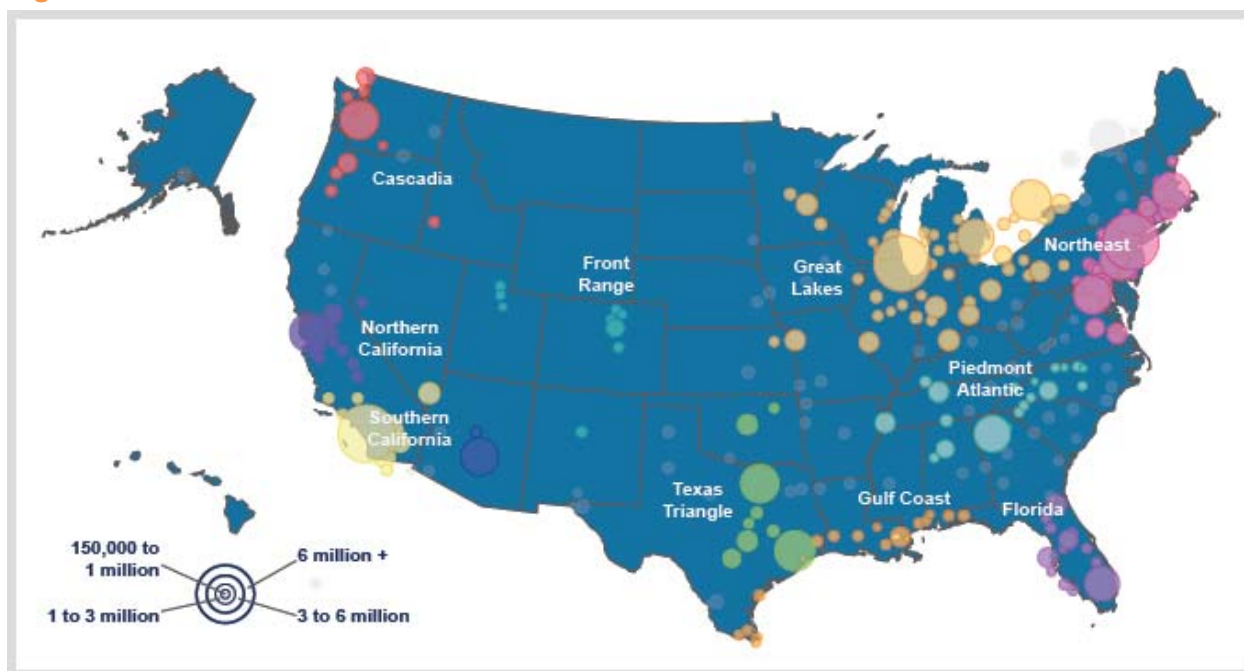 Cascadia
Front
Range
Great
Lakes
Northeast
Northern
California
Piedmont
Atlantic
Southern
California
Texas
Triangle
Gulf Coast
Florida
150,000 to
1 million
6 million +
1 to 3 million
3 to 6 million